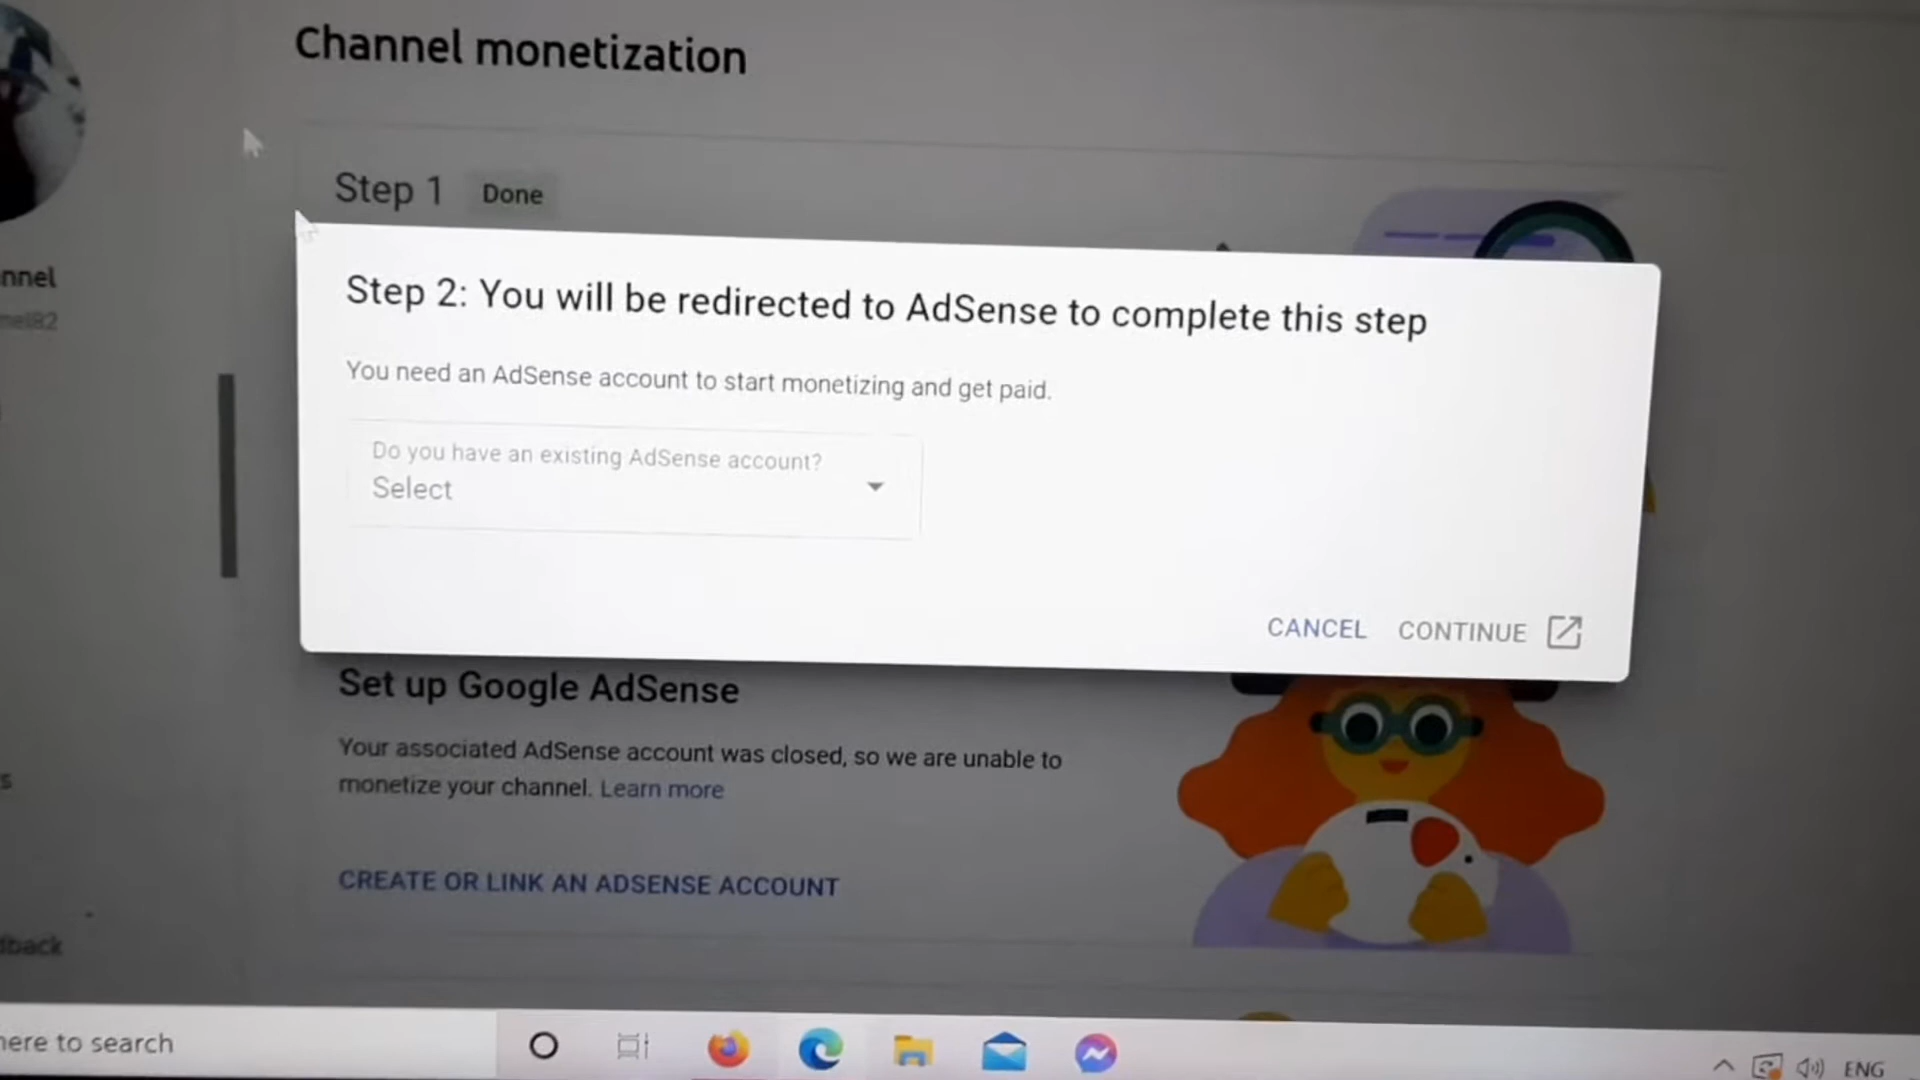 Channel monetization
Step 1 Done
Step 2: You will be redirected to AdSense to complete this step
You need an AdSense account to start monetizing and get paid.
Do you have an existing AdSense account?
Select
CANCEL CONTINUE
nnel
nel82
Set up Google AdSense
Your associated AdSense account was closed, so we are unable to
monetize your channel. Learn more
s
CREATE OR LINK AN ADSENSE ACCOUNT
dback
here to search
ENG